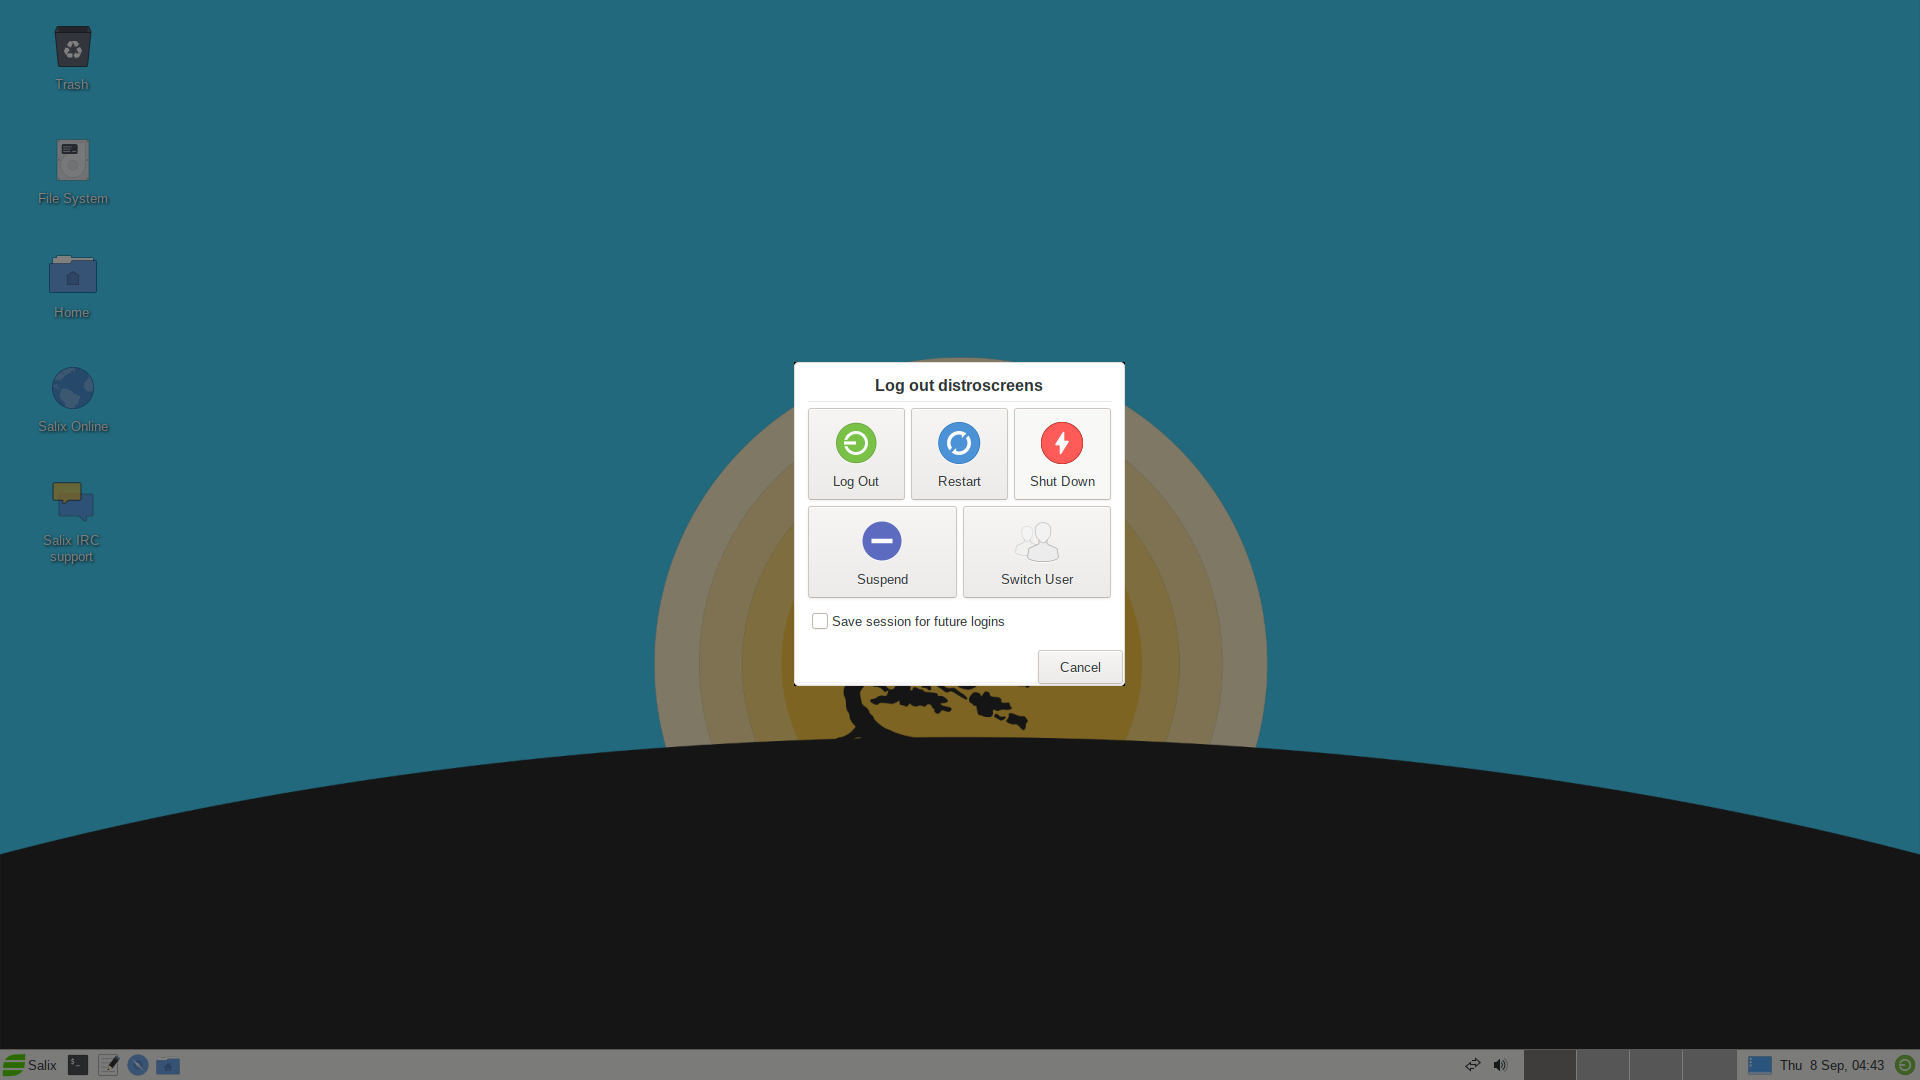 Trash
File System
Home
Salix Online
Salix IRC
support
Log out distroscreens
Log Out
Restart
Shut Down
Suspend
Switch User
Save session for future logins
Cancel
Salix
Thu 8 Sep, 04:43